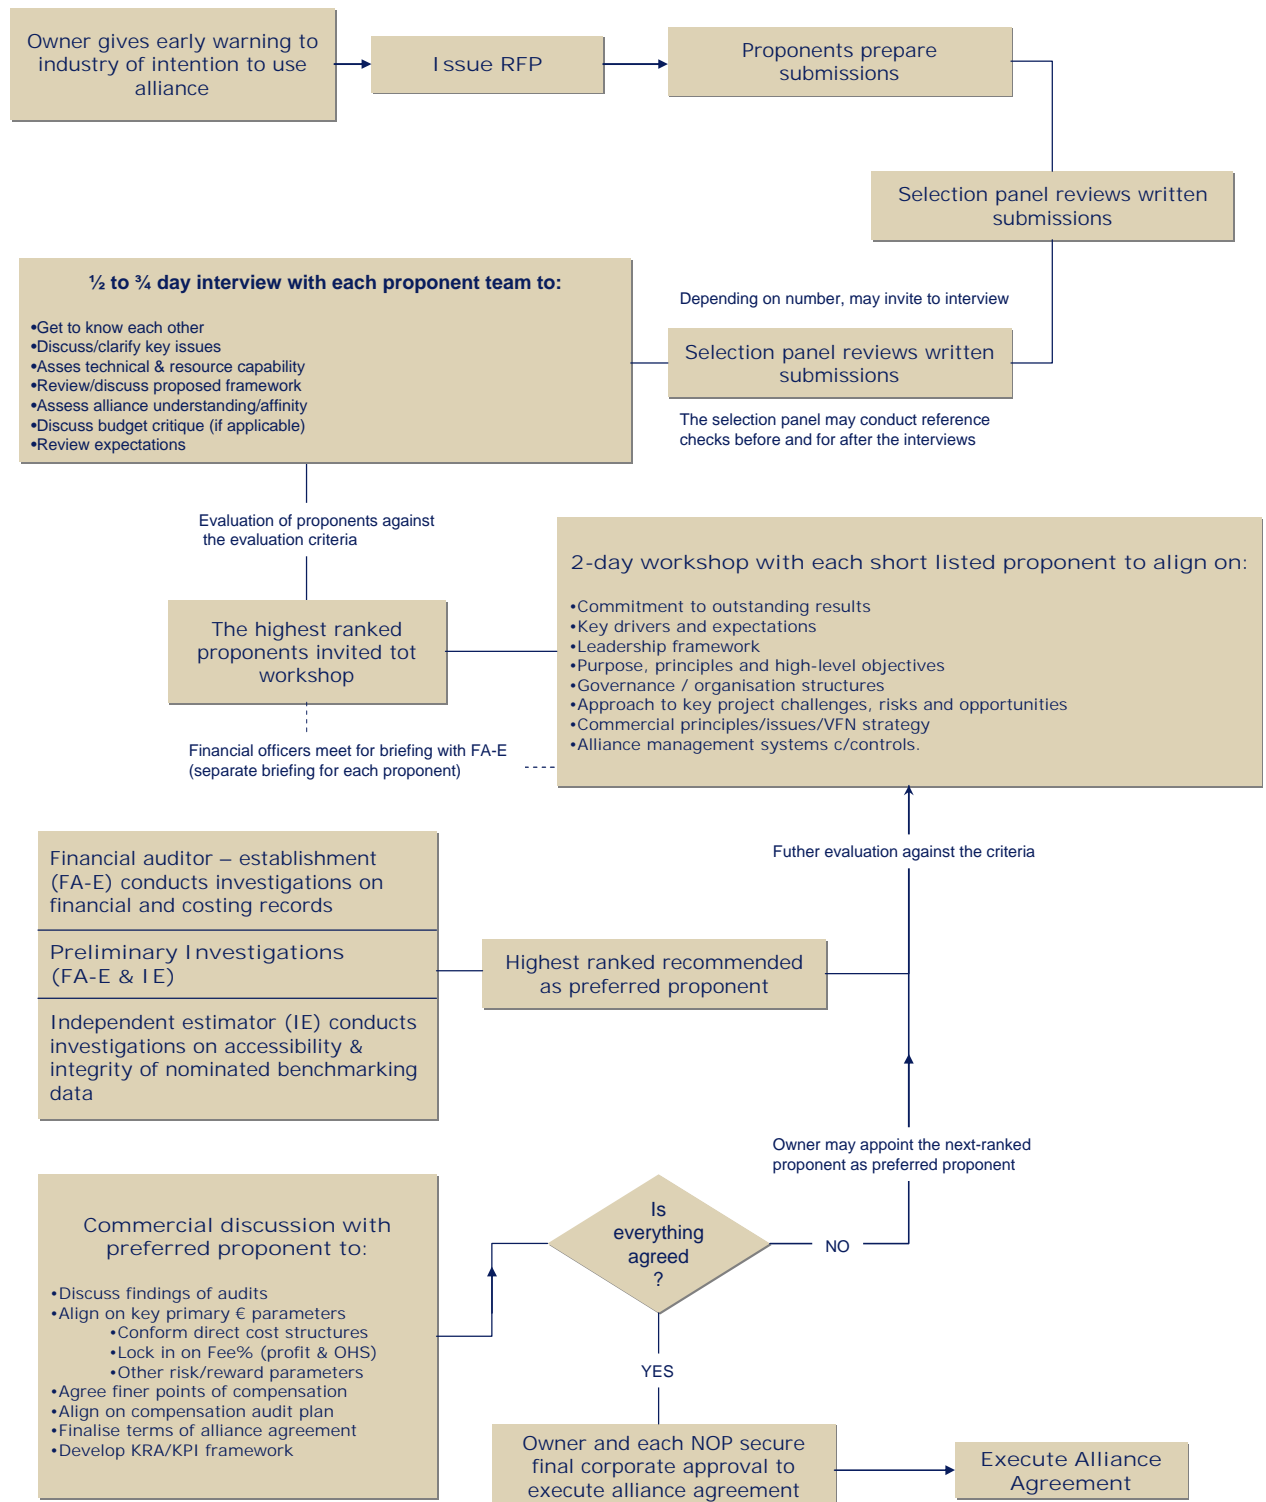 Owner gives early warning to
industry of intention to use
alliance
Issue RFP
Proponents prepare
submissions
Selection panel reviews written
submissions
½ to ¾ day interview with each proponent team to:
•Get to know each other
•Discuss/clarify key issues
•Asses technical & resource capability
•Review/discuss proposed framework
•Assess alliance understanding/affinity
•Discuss budget critique (if applicable)
•Review expectations
Depending on number, may invite to interview
Selection panel reviews written
submissions
The selection panel may conduct reference
checks before and for after the interviews
Evaluation of proponents against
the evaluation criteria
The highest ranked
proponents invited tot
workshop
2-day workshop with each short listed proponent to align on:
•Commitment to outstanding results
•Key drivers and expectations
•Leadership framework
•Purpose, principles and high-level objectives
•Governance / organisation structures
•Approach to key project challenges, risks and opportunities
•Commercial principles/issues/VFN strategy
•Alliance management systems c/controls.
Financial officers meet for briefing with FA-E
(separate briefing for each proponent)
Financial auditor – establishment
(FA-E) conducts investigations on
financial and costing records
Preliminary Investigations
(FA-E & IE)
Independent estimator (IE) conducts
investigations on accessibility &
integrity of nominated benchmarking
data
Highest ranked recommended
as preferred proponent
Futher evaluation against the criteria
Owner may appoint the next-ranked
proponent as preferred proponent
Commercial discussion with
preferred proponent to:
•Discuss findings of audits
•Align on key primary € parameters
•Conform direct cost structures
•Lock in on Fee% (profit & OHS)
•Other risk/reward parameters
•Agree finer points of compensation
•Align on compensation audit plan
•Finalise terms of alliance agreement
•Develop KRA/KPI framework
Is
everything
agreed
?
NO
YES
Owner and each NOP secure
final corporate approval to
execute alliance agreement
Execute Alliance
Agreement